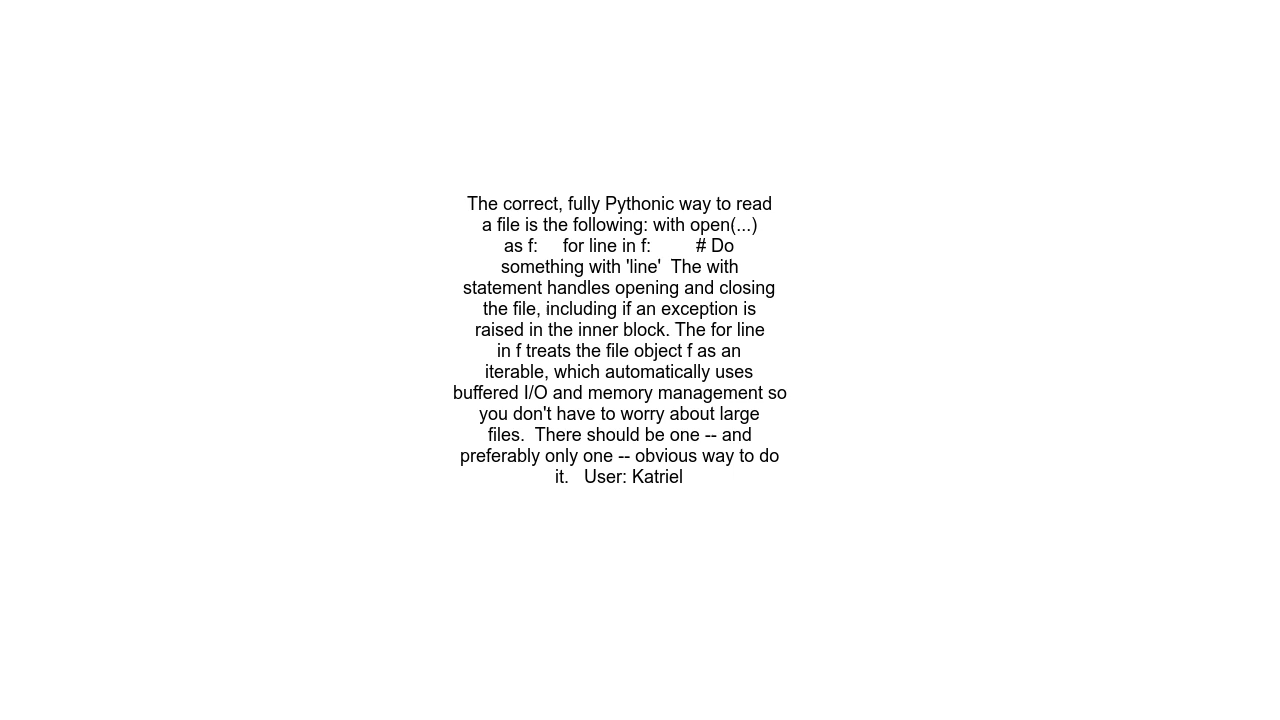 The correct, fully Pythonic way to read
a file is the following: with open(...)
as f:     for line in f:         # Do
something with 'line'  The with
statement handles opening and closing
the file, including if an exception is
raised in the inner block. The for line
in f treats the file object f as an
iterable, which automatically uses
buffered I/O and memory management so
you don't have to worry about large
files.  There should be one -- and
preferably only one -- obvious way to do
it.   User: Katriel